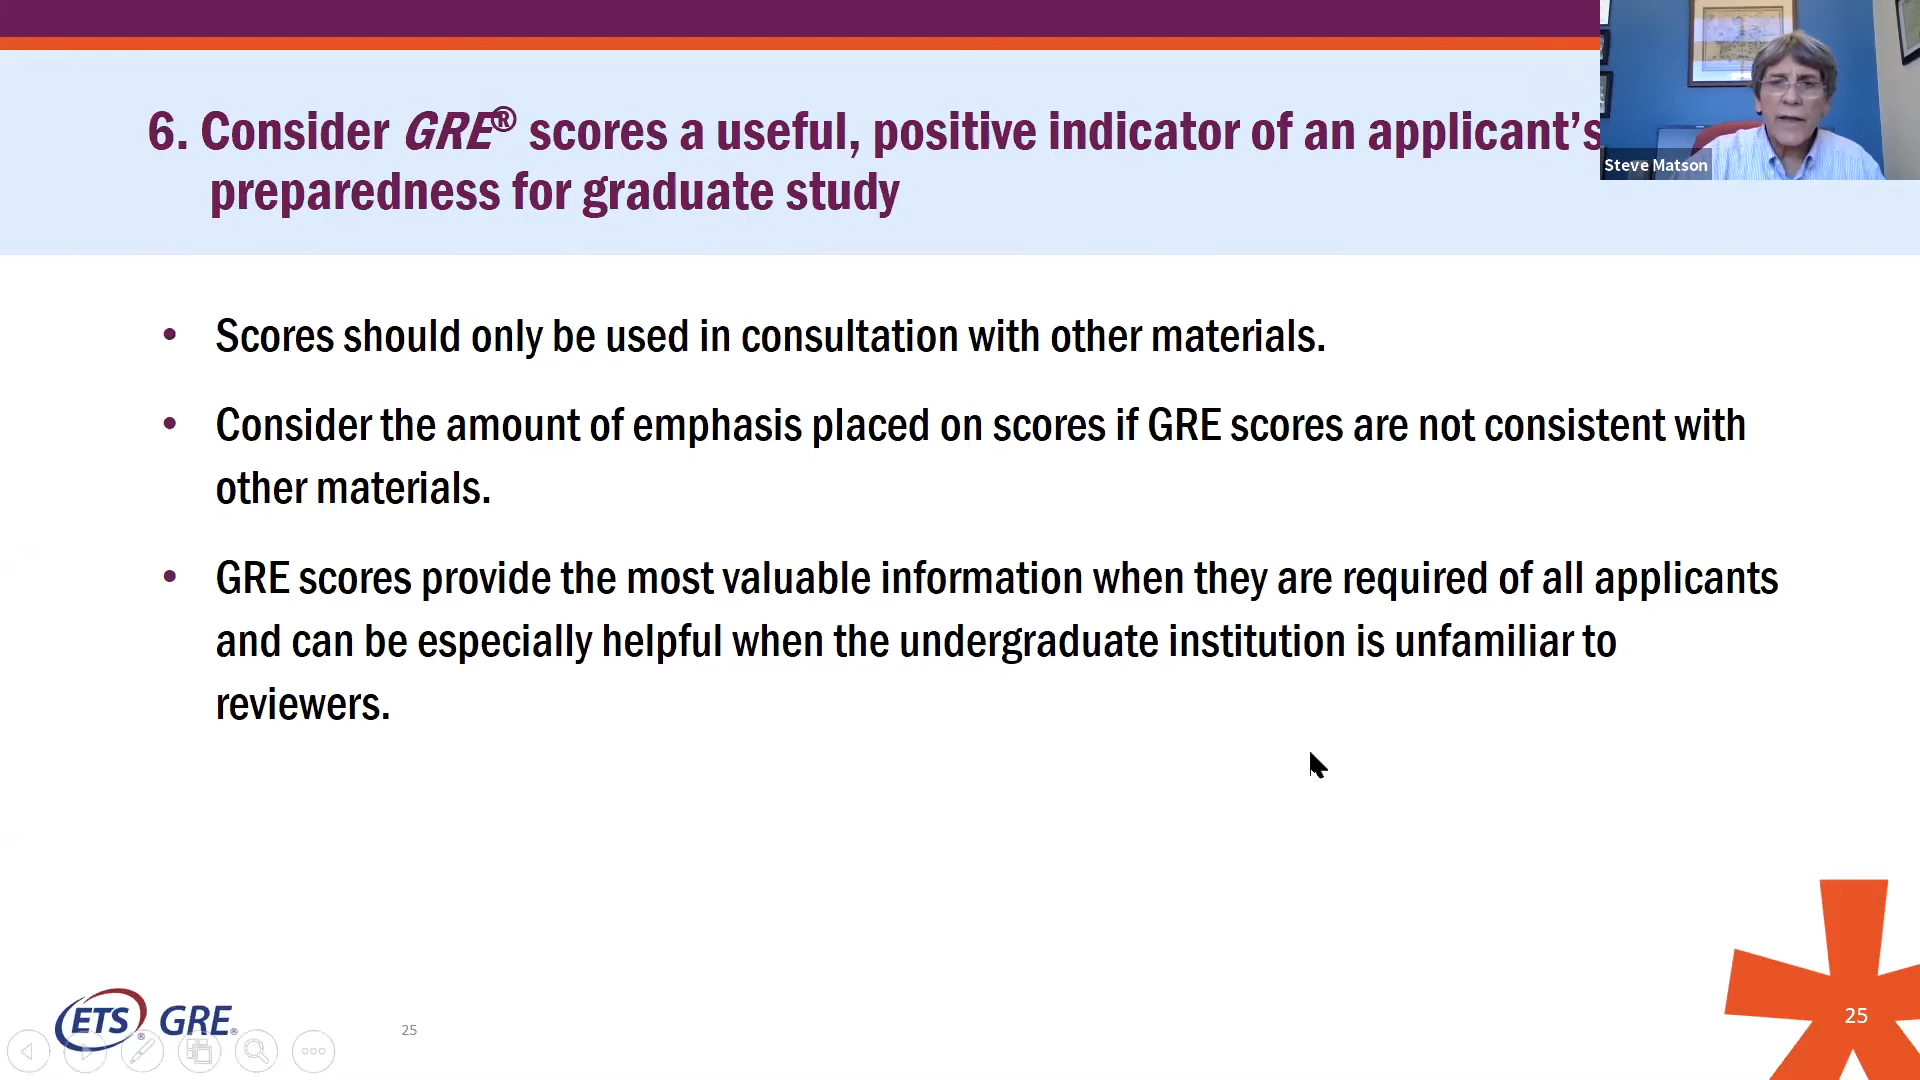 6. Consider GRE® scores a useful, positive indicator of an applicant's
preparedness for graduate study
Steve Matson
• Scores should only be used in consultation with other materials.
• Consider the amount of emphasis placed on scores if GRE scores are not consistent with
other materials.
• GRE scores provide the most valuable information when they are required of all applicants
and can be especially helpful when the undergraduate institution is unfamiliar to
reviewers.
ETS® GRE®
25
25